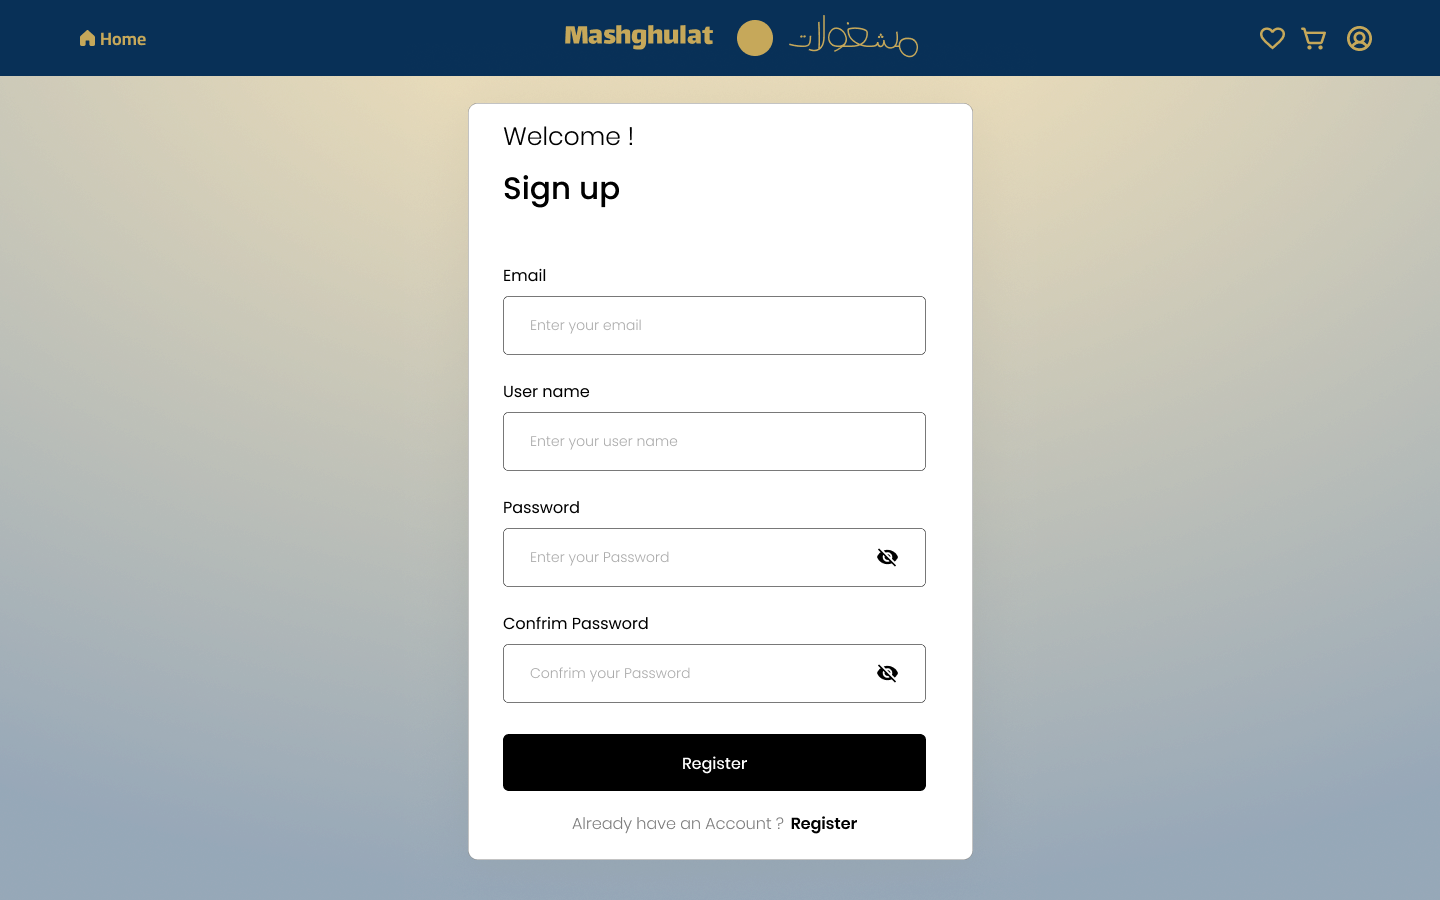 Home
Mashghulat
مشغولات
Welcome !
Sign up
Email
Enter your email
User name
Enter your user name
Password
Enter your Password
Confrim Password
Confrim your Password
Register
Already have an Account ? Register